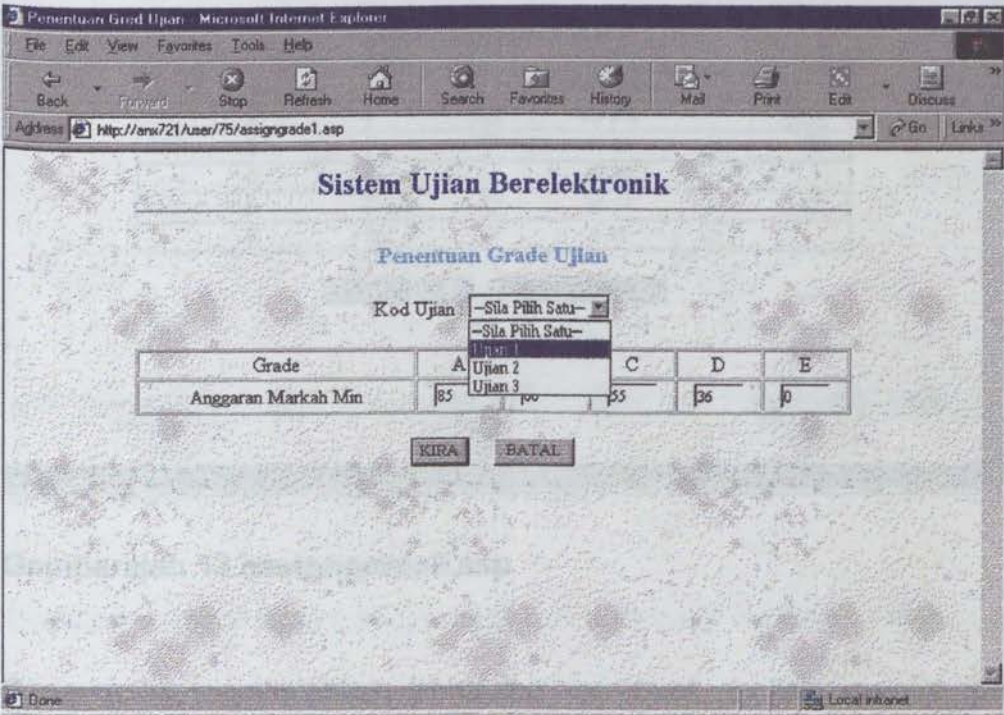 Penentuan Gred Ujian - Microsoft Internet Explorer
File Edit View Favorites Tools Help
Back Forward Stop Refresh Home Search Favorites History Mail Print Edit Discuss
Address http://anx721/user/75/assigngrade1.asp Go Links
Sistem Ujian Berelektronik
Penentuan Grade Ujian
Kod Ujian : --Sila Pilih Satu--
--Sila Pilih Satu--
Ujian 1
Ujian 2
Ujian 3
Grade A C D E
Anggaran Markah Min 85 55 36 0
KIRA BATAL
Done Local intranet